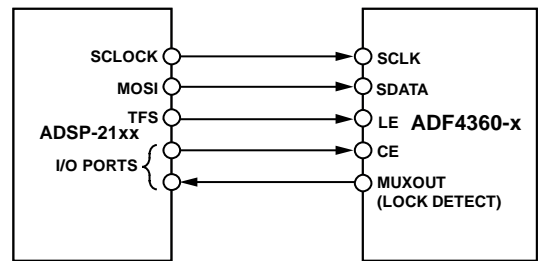 SCLOCK
MOSI
TFS
ADSP-21xx
I/O PORTS
SCLK
SDATA
LE
ADF4360-x
CE
MUXOUT
(LOCK DETECT)